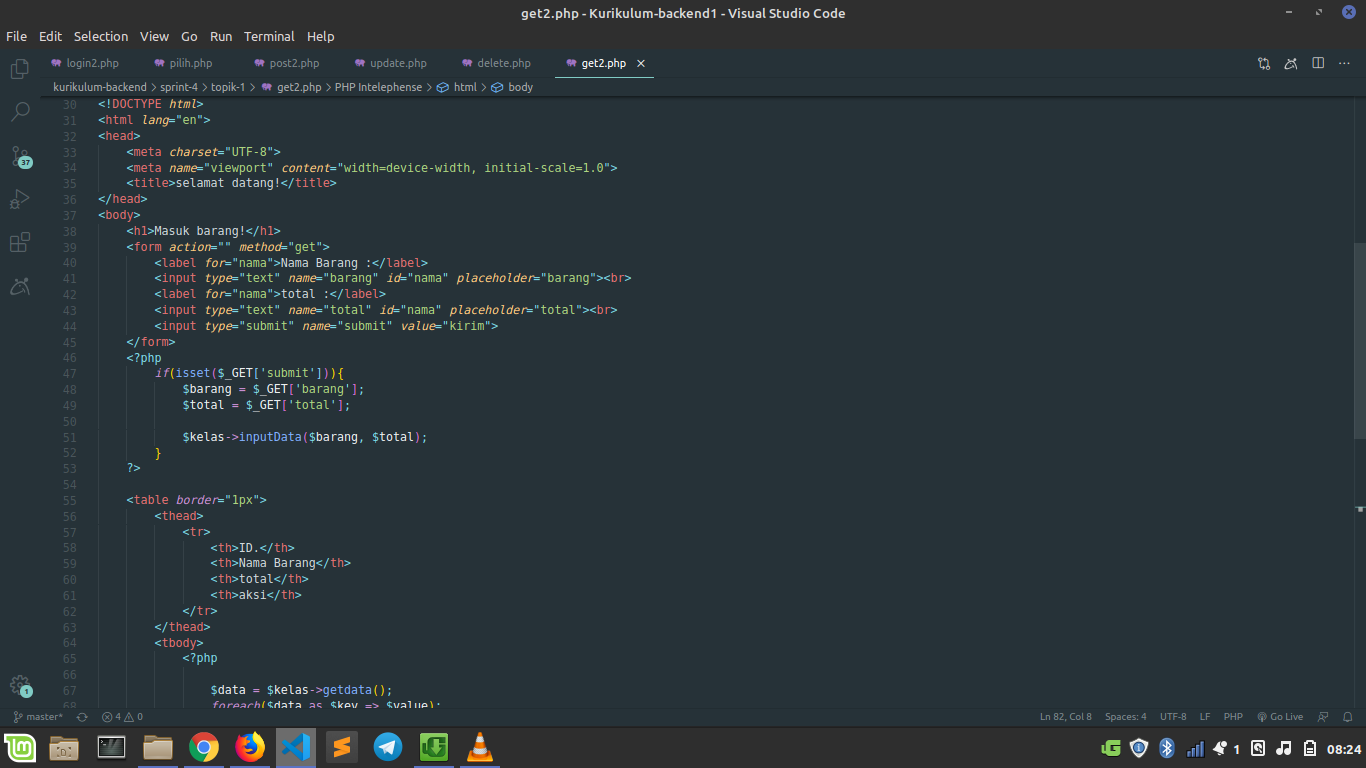 get2.php - Kurikulum-backend1 - Visual Studio Code
File Edit Selection View Go Run Terminal Help
login2.php pilih.php post2.php update.php delete.php get2.php
kurikulum-backend > sprint-4 > topik-1 > get2.php > PHP Intelephense > html > body
30 <!DOCTYPE html>
31 <html lang="en">
32 <head>
33 <meta charset="UTF-8">
34 <meta name="viewport" content="width=device-width, initial-scale=1.0">
35 <title>selamat datang!</title>
36 </head>
37 <body>
38 <h1>Masuk barang!</h1>
39 <form action="" method="get">
40 <label for="nama">Nama Barang :</label>
41 <input type="text" name="barang" id="nama" placeholder="barang"><br>
42 <label for="nama">total :</label>
43 <input type="text" name="total" id="nama" placeholder="total"><br>
44 <input type="submit" name="submit" value="kirim">
45 </form>
46 <?php
47 if(isset($_GET['submit'])){
48 $barang = $_GET['barang'];
49 $total = $_GET['total'];
50
51 $kelas->inputData($barang, $total);
52 }
53 ?>
54
55 <table border="1px">
56 <thead>
57 <tr>
58 <th>ID.</th>
59 <th>Nama Barang</th>
60 <th>total</th>
61 <th>aksi</th>
62 </tr>
63 </thead>
64 <tbody>
65 <?php
66
67 $data = $kelas->getdata();
68 foreach($data as $key => $value):
37
1
master* 4 0 Ln 82, Col 8 Spaces: 4 UTF-8 LF PHP Go Live
1 08:24